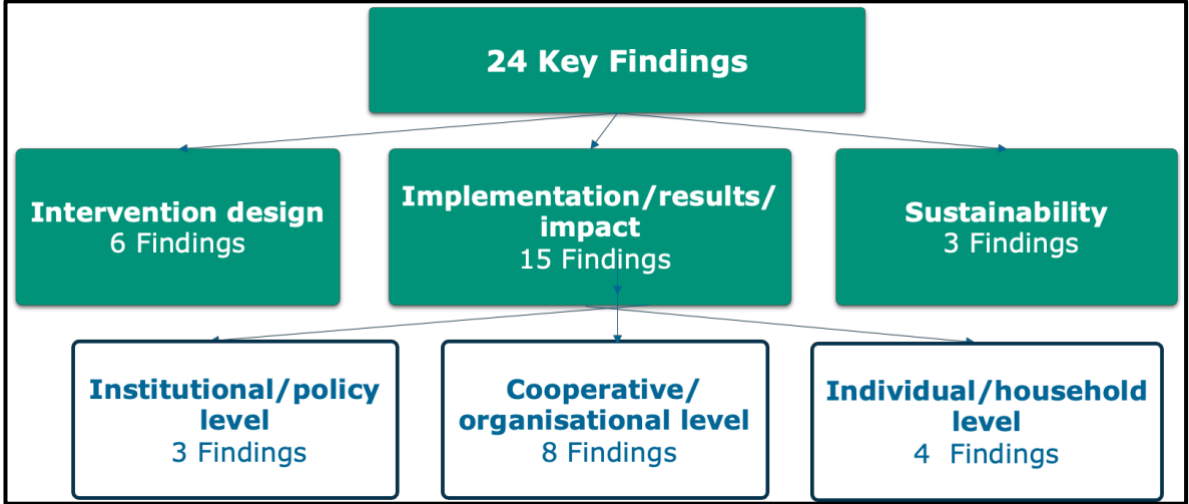 24 Key Findings
Intervention design
6 Findings
Implementation/results/
impact
15 Findings
Sustainability
3 Findings
Institutional/policy
level
3 Findings
Cooperative/
organisational level
8 Findings
Individual/household
level
4 Findings